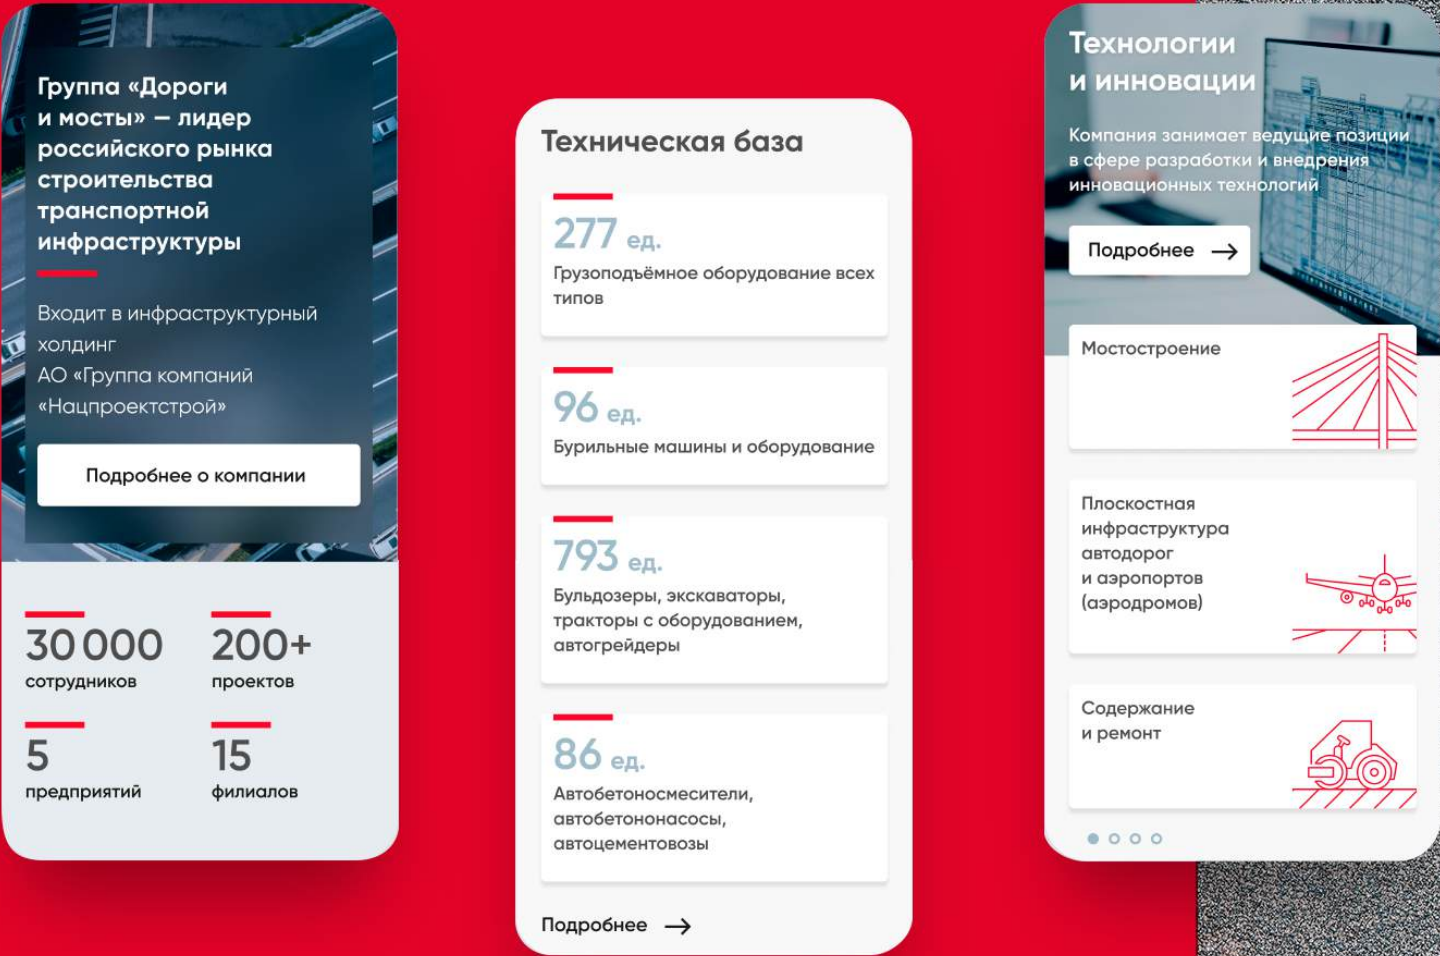 Группа «Дороги
и мосты» — лидер
российского рынка
строительства
транспортной
инфраструктуры
Входит в инфраструктурный
холдинг
АО «Группа компаний
«Нацпроектстрой»
Подробнее о компании
30 000
сотрудников
200+
проектов
5
предприятий
15
филиалов
Техническая база
277 ед.
Грузоподъёмное оборудование всех
типов
96 ед.
Бурильные машины и оборудование
793 ед.
Бульдозеры, экскаваторы,
тракторы с оборудованием,
автогрейдеры
86 ед.
Автобетоносмесители,
автобетононасосы,
автоцементовозы
Подробнее →
Технологии
и инновации
Компания занимает ведущие позиции
в сфере разработки и внедрения
инновационных технологий
Подробнее →
Мостостроение
Плоскостная
инфраструктура
автодорог
и аэропортов
(аэродромов)
Содержание
и ремонт